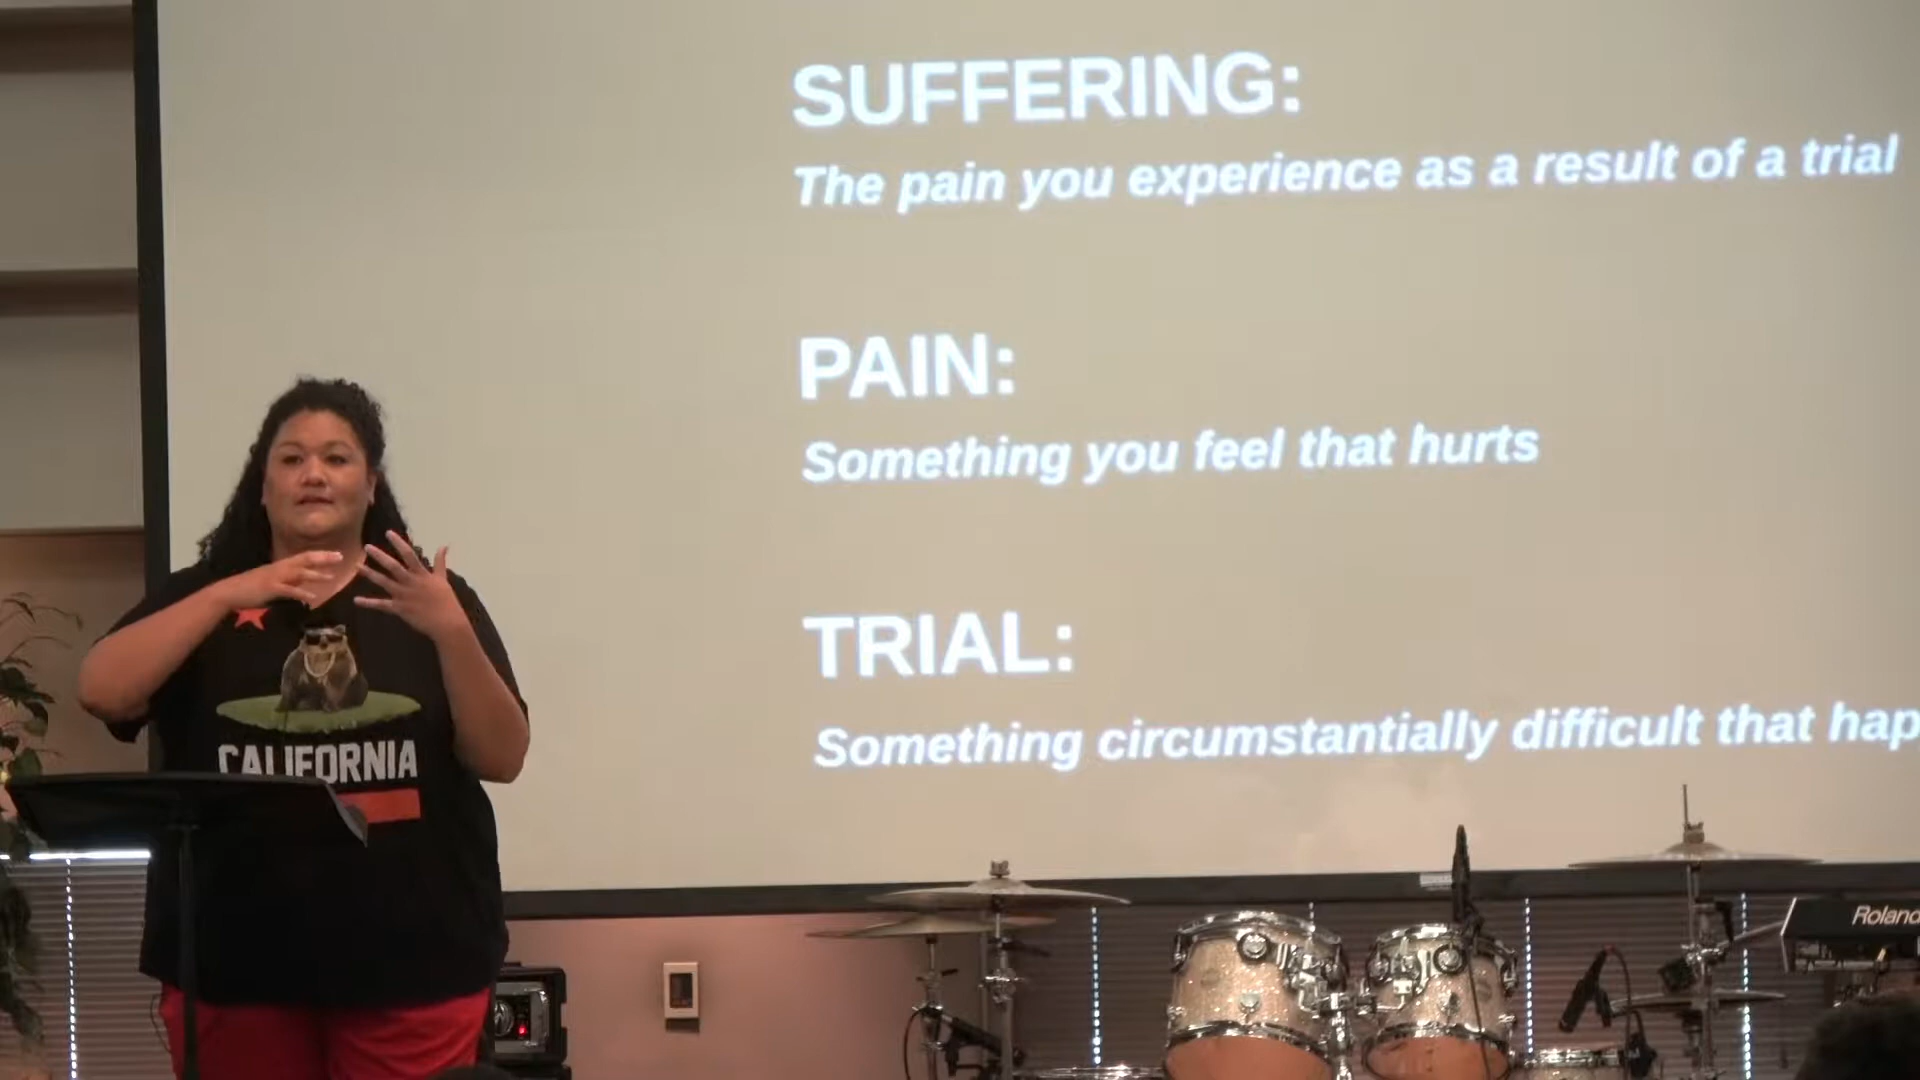 SUFFERING:
The pain you experience as a result of a trial
PAIN:
Something you feel that hurts
TRIAL:
Something circumstantially difficult that hap
CALIFORNIA
Roland